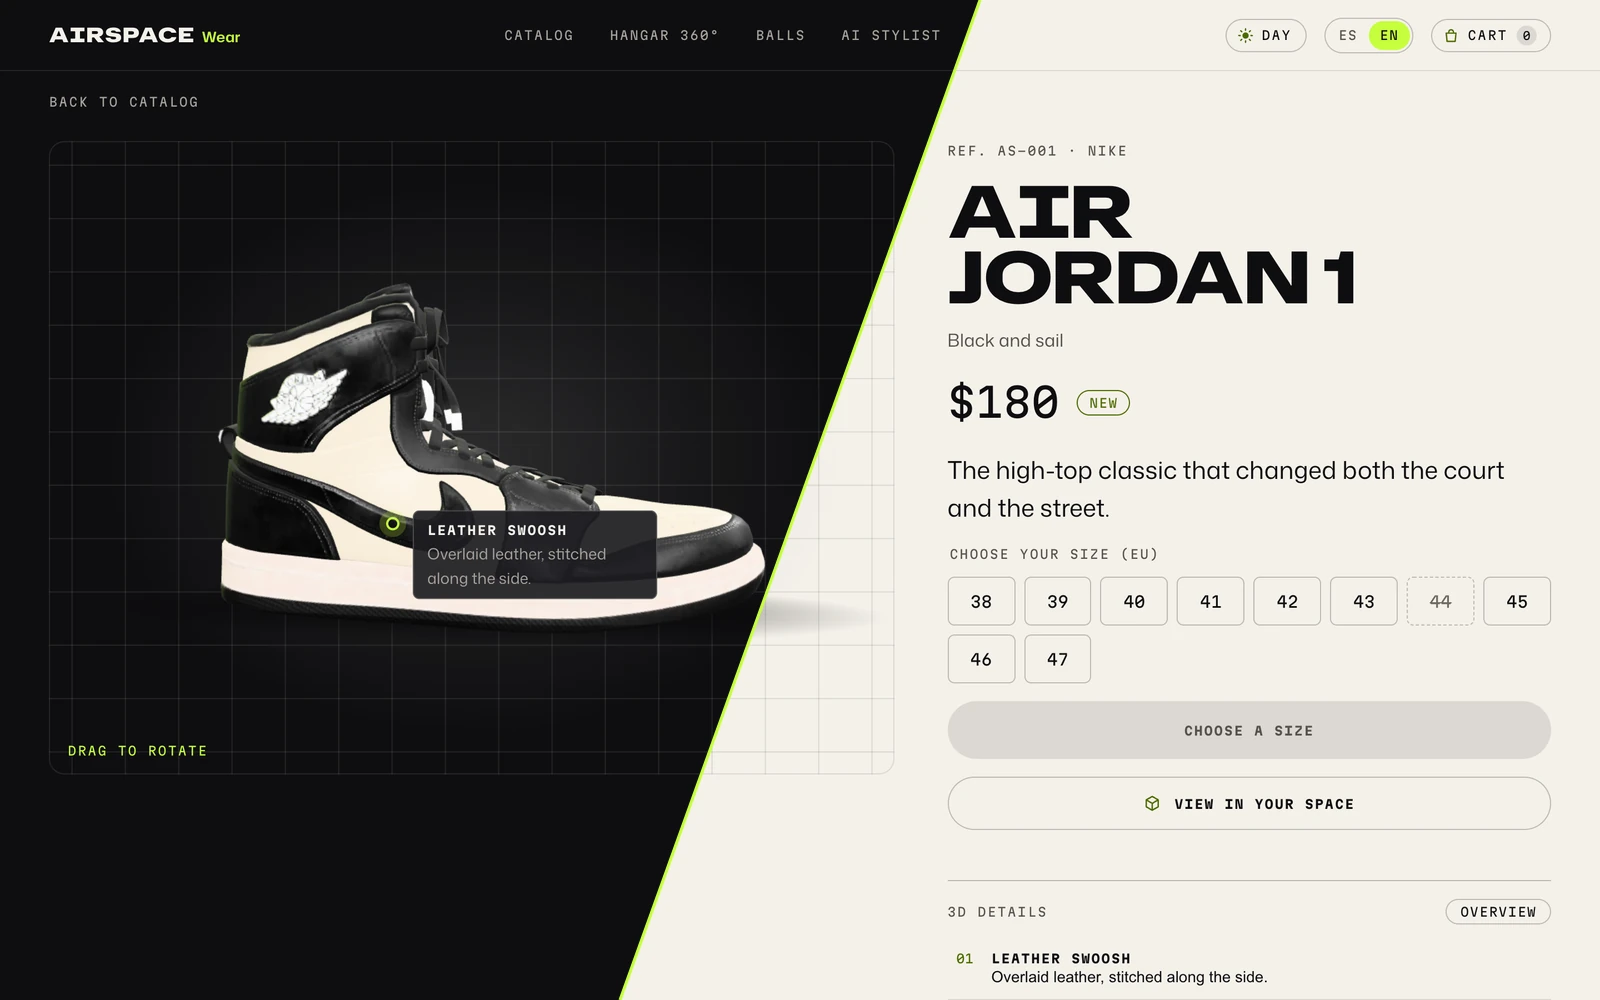 AIRSPACE Wear
CATALOG
HANGAR 360°
BALLS
AI STYLIST
DAY
ES
EN
CART 0
BACK TO CATALOG
REF. AS-001 · NIKE
AIR
JORDAN 1
Black and sail
$180
NEW
The high-top classic that changed both the court
and the street.
CHOOSE YOUR SIZE (EU)
38 39 40 41 42 43 44 45
46 47
CHOOSE A SIZE
VIEW IN YOUR SPACE
LEATHER SWOOSH
Overlaid leather, stitched
along the side.
DRAG TO ROTATE
3D DETAILS
OVERVIEW
01 LEATHER SWOOSH
Overlaid leather, stitched along the side.